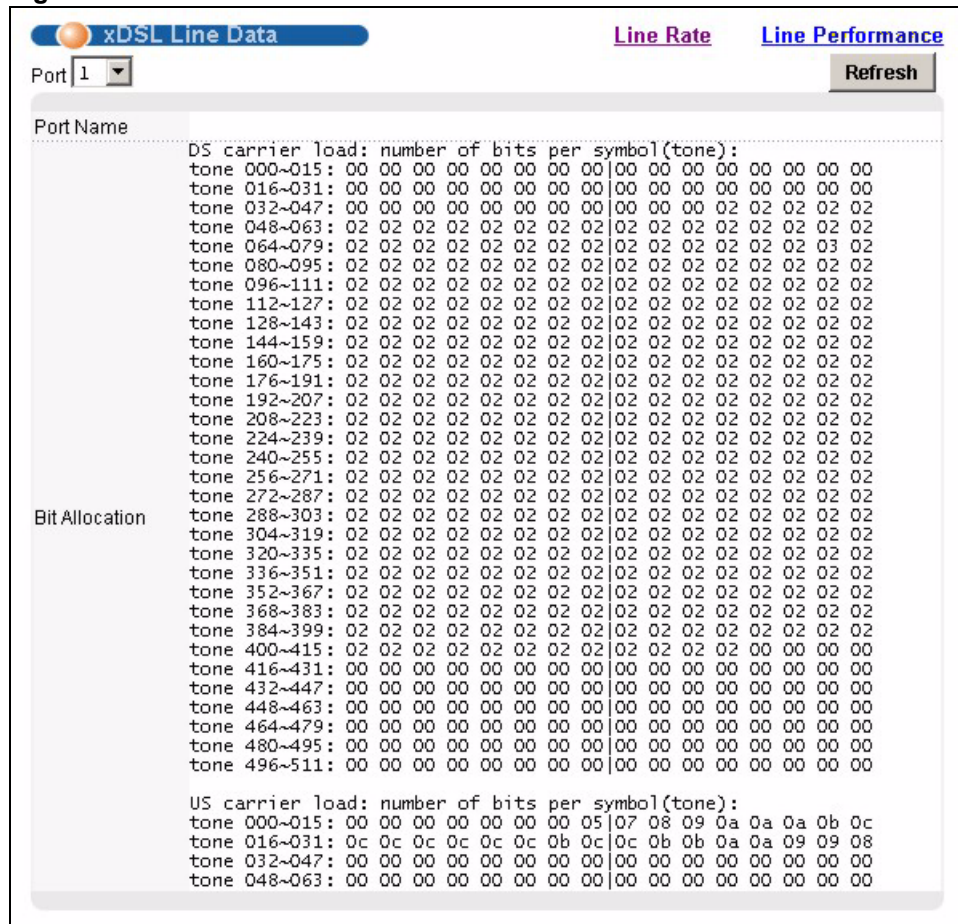 xDSL Line Data Line Rate Line Performance
Port 1 Refresh
Port Name
DS carrier load: number of bits per symbol(tone):
tone 000~015: 00 00 00 00 00 00 00 00|00 00 00 00 00 00 00 00
tone 016~031: 00 00 00 00 00 00 00 00|00 00 00 00 00 00 00 00
tone 032~047: 00 00 00 00 00 00 00 00|00 00 00 02 02 02 02 02
tone 048~063: 02 02 02 02 02 02 02 02|02 02 02 02 02 02 02 02
tone 064~079: 02 02 02 02 02 02 02 02|02 02 02 02 02 02 03 02
tone 080~095: 02 02 02 02 02 02 02 02|02 02 02 02 02 02 02 02
tone 096~111: 02 02 02 02 02 02 02 02|02 02 02 02 02 02 02 02
tone 112~127: 02 02 02 02 02 02 02 02|02 02 02 02 02 02 02 02
tone 128~143: 02 02 02 02 02 02 02 02|02 02 02 02 02 02 02 02
tone 144~159: 02 02 02 02 02 02 02 02|02 02 02 02 02 02 02 02
tone 160~175: 02 02 02 02 02 02 02 02|02 02 02 02 02 02 02 02
tone 176~191: 02 02 02 02 02 02 02 02|02 02 02 02 02 02 02 02
tone 192~207: 02 02 02 02 02 02 02 02|02 02 02 02 02 02 02 02
tone 208~223: 02 02 02 02 02 02 02 02|02 02 02 02 02 02 02 02
tone 224~239: 02 02 02 02 02 02 02 02|02 02 02 02 02 02 02 02
tone 240~255: 02 02 02 02 02 02 02 02|02 02 02 02 02 02 02 02
tone 256~271: 02 02 02 02 02 02 02 02|02 02 02 02 02 02 02 02
tone 272~287: 02 02 02 02 02 02 02 02|02 02 02 02 02 02 02 02
Bit Allocation
tone 288~303: 02 02 02 02 02 02 02 02|02 02 02 02 02 02 02 02
tone 304~319: 02 02 02 02 02 02 02 02|02 02 02 02 02 02 02 02
tone 320~335: 02 02 02 02 02 02 02 02|02 02 02 02 02 02 02 02
tone 336~351: 02 02 02 02 02 02 02 02|02 02 02 02 02 02 02 02
tone 352~367: 02 02 02 02 02 02 02 02|02 02 02 02 02 02 02 02
tone 368~383: 02 02 02 02 02 02 02 02|02 02 02 02 02 02 02 02
tone 384~399: 02 02 02 02 02 02 02 02|02 02 02 02 02 02 02 02
tone 400~415: 02 02 02 02 02 02 02 02|02 02 02 02 00 00 00 00
tone 416~431: 00 00 00 00 00 00 00 00|00 00 00 00 00 00 00 00
tone 432~447: 00 00 00 00 00 00 00 00|00 00 00 00 00 00 00 00
tone 448~463: 00 00 00 00 00 00 00 00|00 00 00 00 00 00 00 00
tone 464~479: 00 00 00 00 00 00 00 00|00 00 00 00 00 00 00 00
tone 480~495: 00 00 00 00 00 00 00 00|00 00 00 00 00 00 00 00
tone 496~511: 00 00 00 00 00 00 00 00|00 00 00 00 00 00 00 00
US carrier load: number of bits per symbol(tone):
tone 000~015: 00 00 00 00 00 00 00 05|07 08 09 0a 0a 0a 0b 0c
tone 016~031: 0c 0c 0c 0c 0c 0c 0b 0c|0c 0b 0b 0a 0a 09 09 08
tone 032~047: 00 00 00 00 00 00 00 00|00 00 00 00 00 00 00 00
tone 048~063: 00 00 00 00 00 00 00 00|00 00 00 00 00 00 00 00